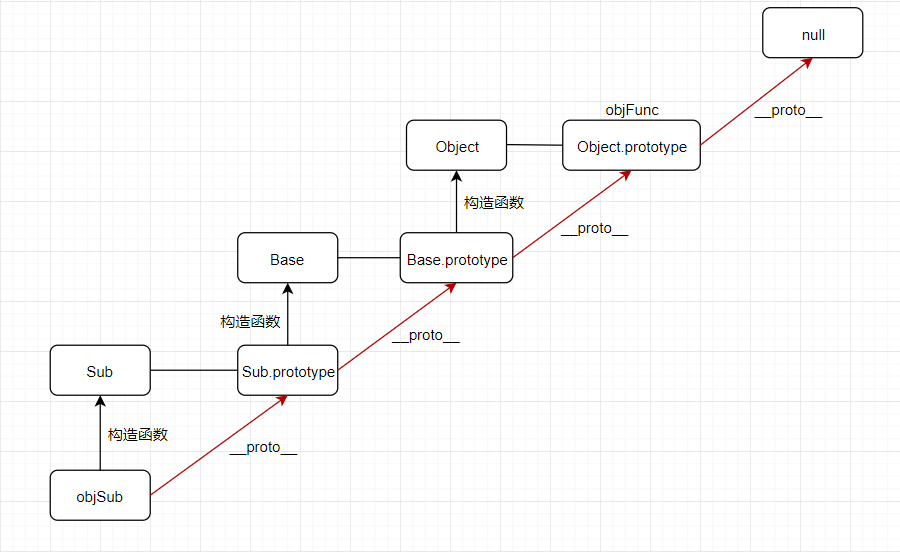 null
objFunc
__proto__
Object
Object.prototype
构造函数
__proto__
Base
Base.prototype
构造函数
__proto__
Sub
Sub.prototype
构造函数
__proto__
objSub